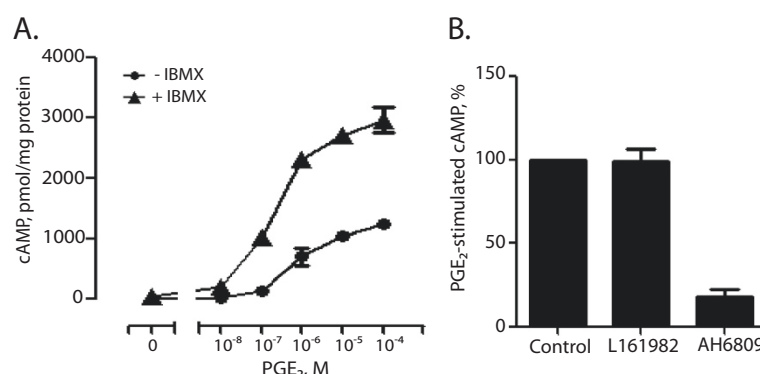 A.
4000
3000
2000
1000
0
cAMP, pmol/mg protein
- IBMX
+ IBMX
0
10⁻⁸
10⁻⁷
10⁻⁶
10⁻⁵
10⁻⁴
PGE₂, M
B.
150
100
50
0
PGE₂-stimulated cAMP, %
Control
L161982
AH6809